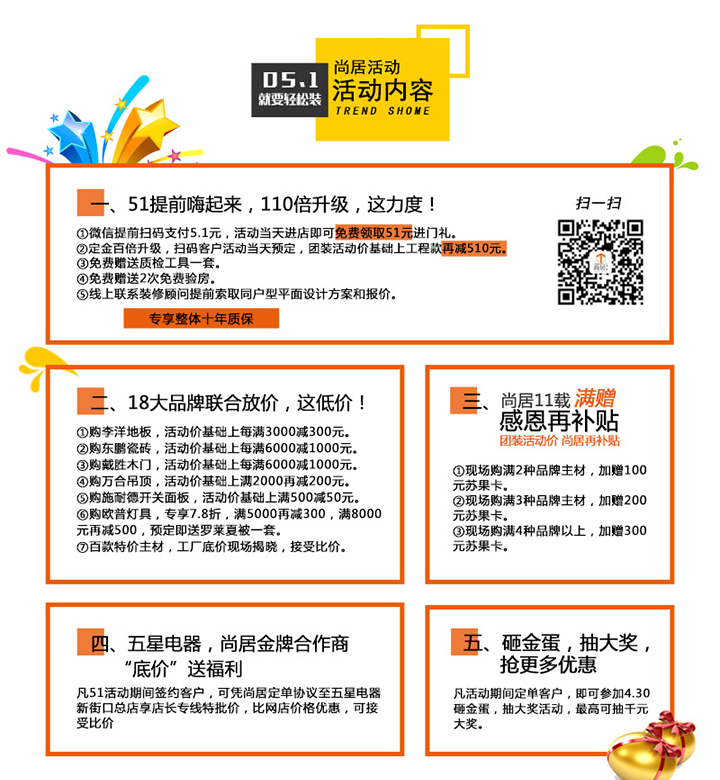 05.1
就要轻松装
尚居活动
活动内容
TREND SHOME
一、51提前嗨起来，110倍升级，这力度！
①微信提前扫码支付5.1元，活动当天进店即可免费领取51元进门礼。
②定金百倍升级，扫码客户活动当天预定，团装活动价基础上工程款再减510元。
③免费赠送质检工具一套。
④免费赠送2次免费验房。
⑤线上联系装修顾问提前索取同户型平面设计方案和报价。
专享整体十年质保
扫一扫
二、18大品牌联合放价，这低价！
①购李洋地板，活动价基础上每满3000减300元。
②购东鹏瓷砖，活动价基础上每满6000减1000元。
③购戴胜木门，活动价基础上每满6000减1000元。
④购万合吊顶，活动价基础上满2000再减200元。
⑤购施耐德开关面板，活动价基础上满500减50元。
⑥购欧普灯具，专享7.8折，满5000再减300，满8000
元再减500，预定即送罗莱夏被一套。
⑦百款特价主材，工厂底价现场揭晓，接受比价。
三、尚居11载 满赠
感恩再补贴
团装活动价 尚居再补贴
①现场购满2种品牌主材，加赠100
元苏果卡。
②现场购满3种品牌主材，加赠200
元苏果卡。
③现场购满4种品牌以上，加赠300
元苏果卡。
四、五星电器，尚居金牌合作商
“底价”送福利
凡51活动期间签约客户，可凭尚居定单协议至五星电器
新街口总店享店长专线特批价，比网店价格优惠，可接
受比价
五、砸金蛋，抽大奖，
抢更多优惠
凡活动期间定单客户，即可参加4.30
砸金蛋，抽大奖活动，最高可抽千元
大奖。